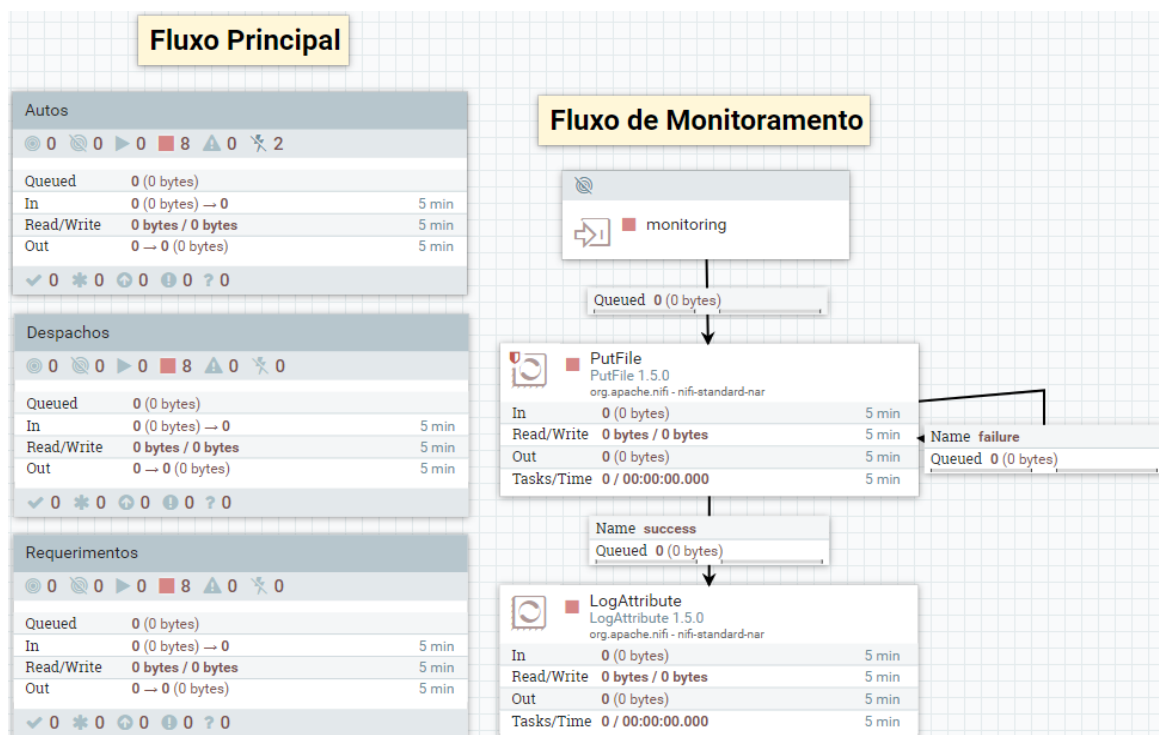 Fluxo Principal
Autos
0 0 0 8 0 2
Queued 0 (0 bytes)
In 0 (0 bytes) → 0 5 min
Read/Write 0 bytes / 0 bytes 5 min
Out 0 → 0 (0 bytes) 5 min
0 0 0 0 ? 0
Despachos
0 0 0 8 0 0
Queued 0 (0 bytes)
In 0 (0 bytes) → 0 5 min
Read/Write 0 bytes / 0 bytes 5 min
Out 0 → 0 (0 bytes) 5 min
0 0 0 0 ? 0
Requerimentos
0 0 0 8 0 0
Queued 0 (0 bytes)
In 0 (0 bytes) → 0 5 min
Read/Write 0 bytes / 0 bytes 5 min
Out 0 → 0 (0 bytes) 5 min
0 0 0 0 ? 0
Fluxo de Monitoramento
monitoring
Queued 0 (0 bytes)
PutFile
PutFile 1.5.0
org.apache.nifi - nifi-standard-nar
In 0 (0 bytes) 5 min
Read/Write 0 bytes / 0 bytes 5 min
Out 0 (0 bytes) 5 min
Tasks/Time 0 / 00:00:00.000 5 min
Name failure
Queued 0 (0 bytes)
Name success
Queued 0 (0 bytes)
LogAttribute
LogAttribute 1.5.0
org.apache.nifi - nifi-standard-nar
In 0 (0 bytes) 5 min
Read/Write 0 bytes / 0 bytes 5 min
Out 0 (0 bytes) 5 min
Tasks/Time 0 / 00:00:00.000 5 min